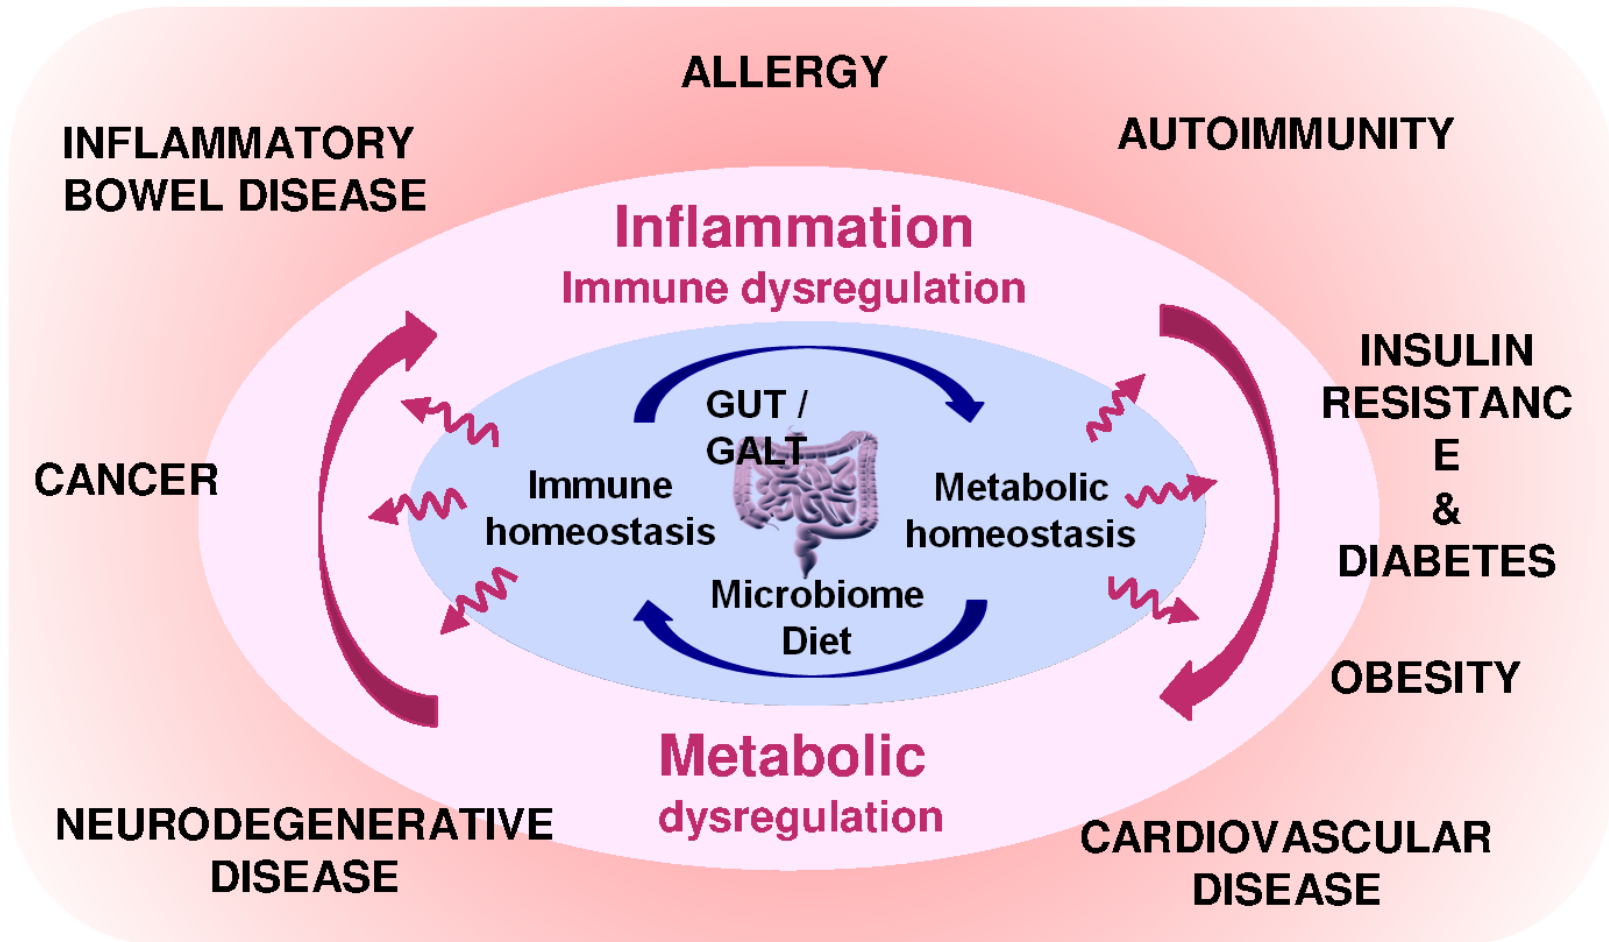 ALLERGY
AUTOIMMUNITY
INFLAMMATORY
BOWEL DISEASE
Inflammation
Immune dysregulation
INSULIN
RESISTANC
E
&
DIABETES
GUT /
GALT
CANCER
Immune
homeostasis
Metabolic
homeostasis
Microbiome
Diet
OBESITY
Metabolic
dysregulation
NEURODEGENERATIVE
DISEASE
CARDIOVASCULAR
DISEASE